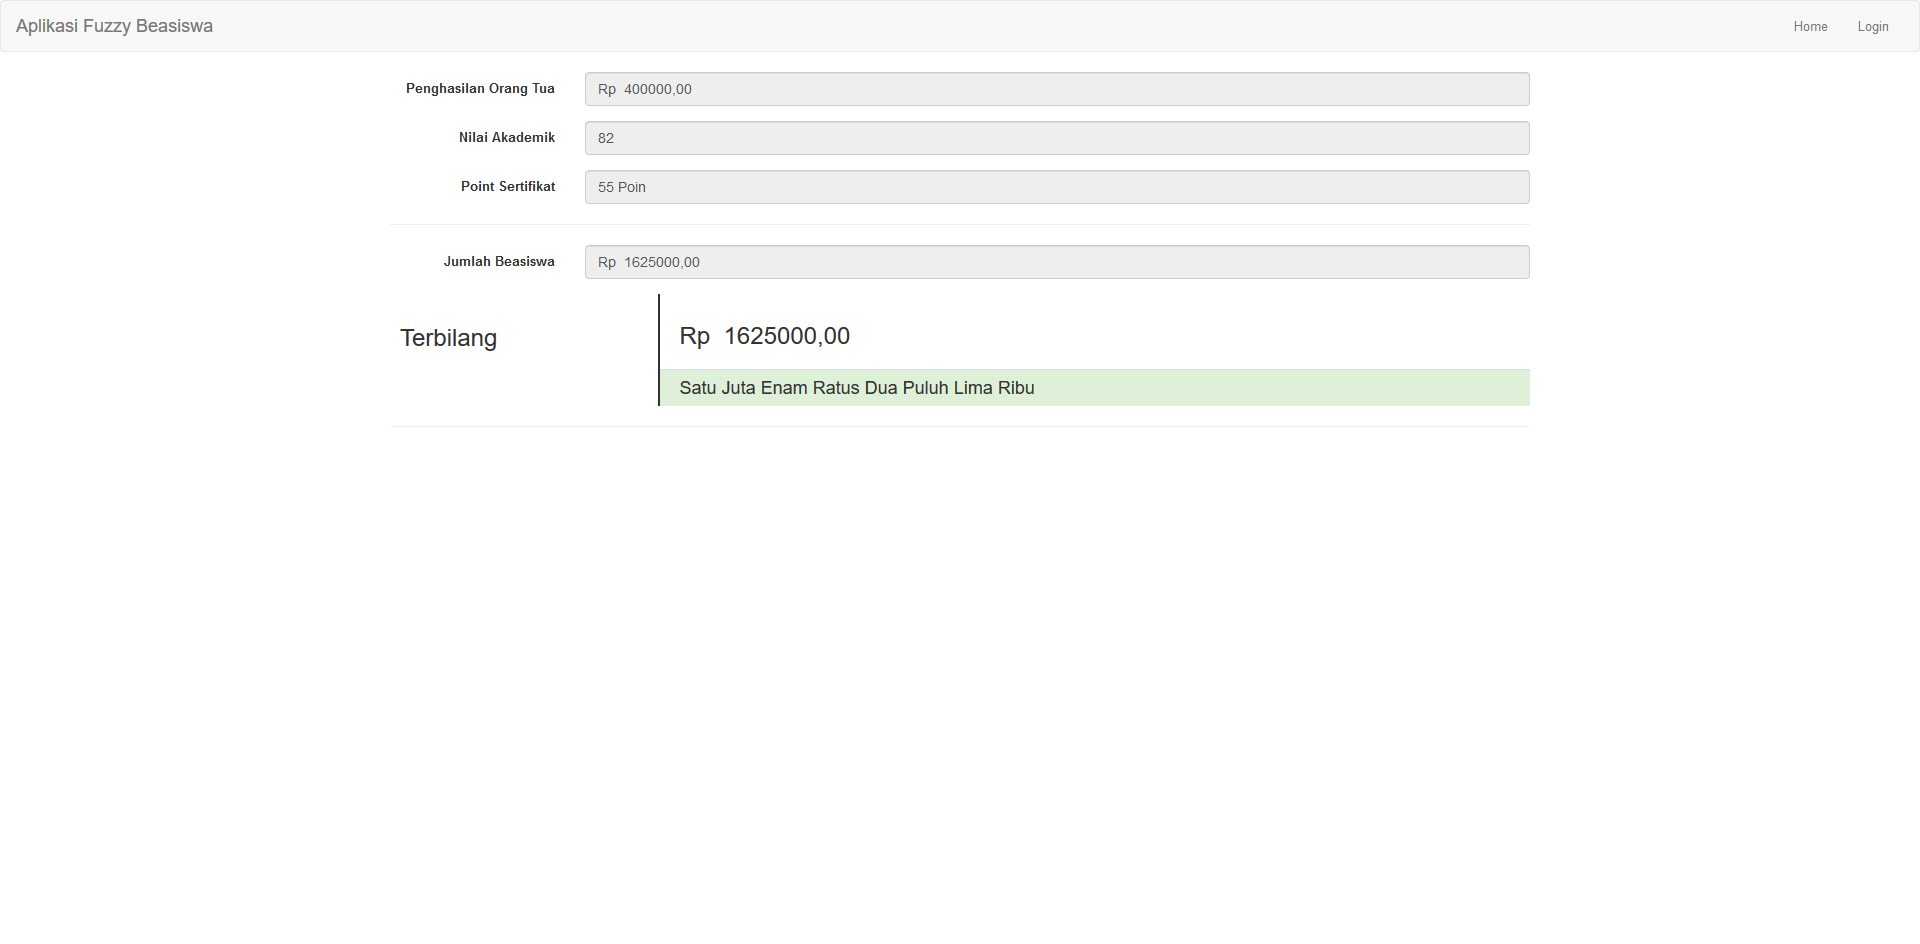 Aplikasi Fuzzy Beasiswa Home Login
Penghasilan Orang Tua Rp 400000,00
Nilai Akademik 82
Point Sertifikat 55 Poin
Jumlah Beasiswa Rp 1625000,00
Terbilang Rp 1625000,00
Satu Juta Enam Ratus Dua Puluh Lima Ribu